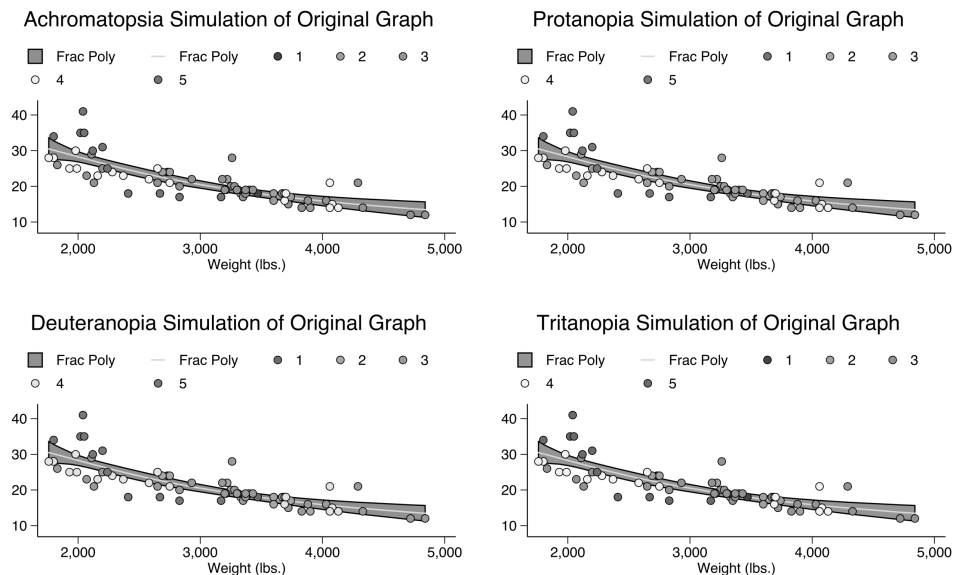 Achromatopsia Simulation of Original Graph
Frac Poly Frac Poly 1 2 3
4 5
40
30
20
10
2,000 3,000 4,000 5,000
Weight (lbs.)
Protanopia Simulation of Original Graph
Frac Poly Frac Poly 1 2 3
4 5
40
30
20
10
2,000 3,000 4,000 5,000
Weight (lbs.)
Deuteranopia Simulation of Original Graph
Frac Poly Frac Poly 1 2 3
4 5
40
30
20
10
2,000 3,000 4,000 5,000
Weight (lbs.)
Tritanopia Simulation of Original Graph
Frac Poly Frac Poly 1 2 3
4 5
40
30
20
10
2,000 3,000 4,000 5,000
Weight (lbs.)